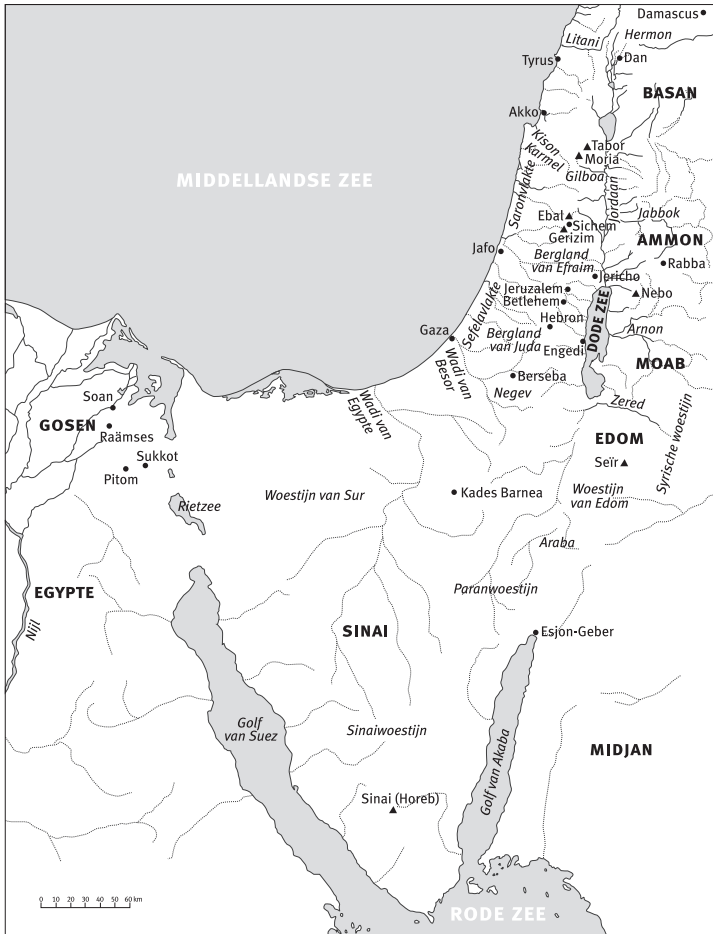 Damascus
Litani
Hermon
Tyrus
Dan
BASAN
Akko
Kison
Karmel
Tabor
Moria
Gilboa
MIDDELLANDSE ZEE
Saronvlakte
Jordaan
Ebal
Sichem
Gerizim
Jabbok
AMMON
Jafo
Bergland
van Efraim
Rabba
Jericho
Jeruzalem
Betlehem
Nebo
Sefelavlakte
Hebron
DODE ZEE
Gaza
Bergland
van Juda
Arnon
Engedi
MOAB
Wadi van
Besor
Berseba
Negev
Wadi van
Egypte
Zered
Soan
GOSEN
Raämses
Sukkot
Pitom
EDOM
Seïr
Syrische woestijn
Rietzee
Woestijn van Sur
Kades Barnea
Woestijn
van Edom
Araba
EGYPTE
Nijl
Paranwoestijn
SINAI
Esjon-Geber
Golf
van Suez
Sinaiwoestijn
Golf van Akaba
MIDJAN
Sinai (Horeb)
0 10 20 30 40 50 60 km
RODE ZEE